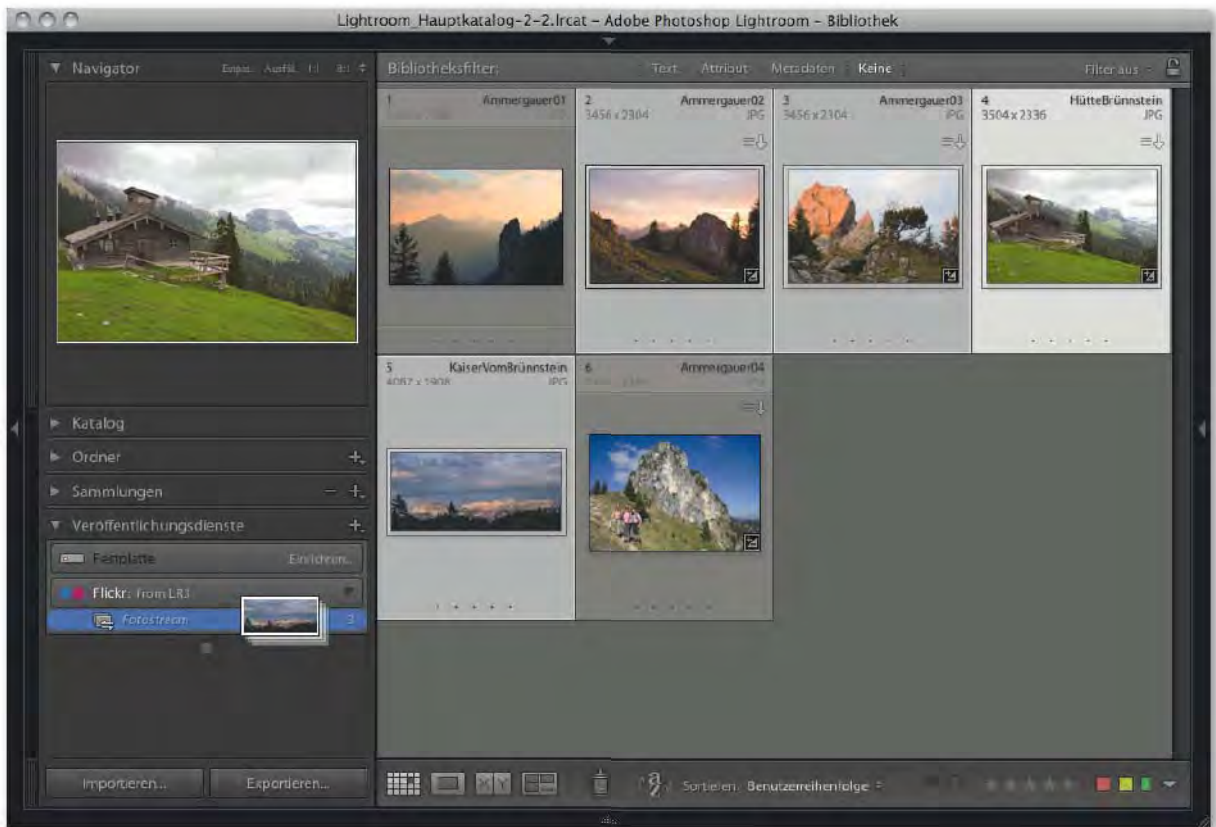 Lightroom_Hauptkatalog-2-2.lrcat – Adobe Photoshop Lightroom – Bibliothek
Navigator
Bibliotheksfilter: Text Attribut Metadaten Keine Filter aus
1 Ammergauer01
2 Ammergauer02
3456 x 2304 JPG
3 Ammergauer03
3456 x 2304 JPG
4 HütteBrünnstein
3504 x 2336 JPG
5 KaiserVomBrünnstein
JPG
6 Ammergauer04
Katalog
Ordner
Sammlungen
Veröffentlichungsdienste
Festplatte Einrichten...
Flickr: from LR3
Fotostream 3
Importieren... Exportieren...
Sortieren: Benutzerreihenfolge